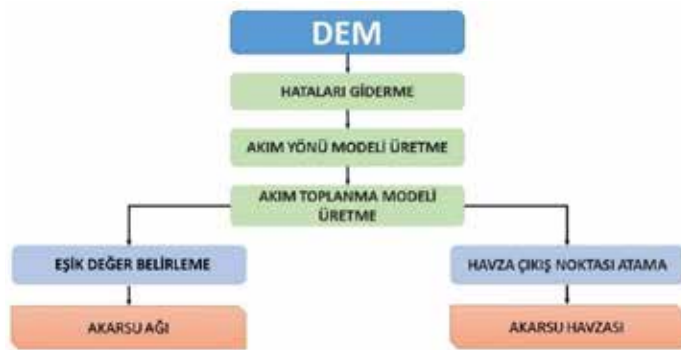 DEM
HATALARI GİDERME
AKIM YÖNÜ MODELİ ÜRETME
AKIM TOPLANMA MODELİ
ÜRETME
EŞİK DEĞER BELİRLEME
HAVZA ÇIKIŞ NOKTASI ATAMA
AKARSU AĞI
AKARSU HAVZASI